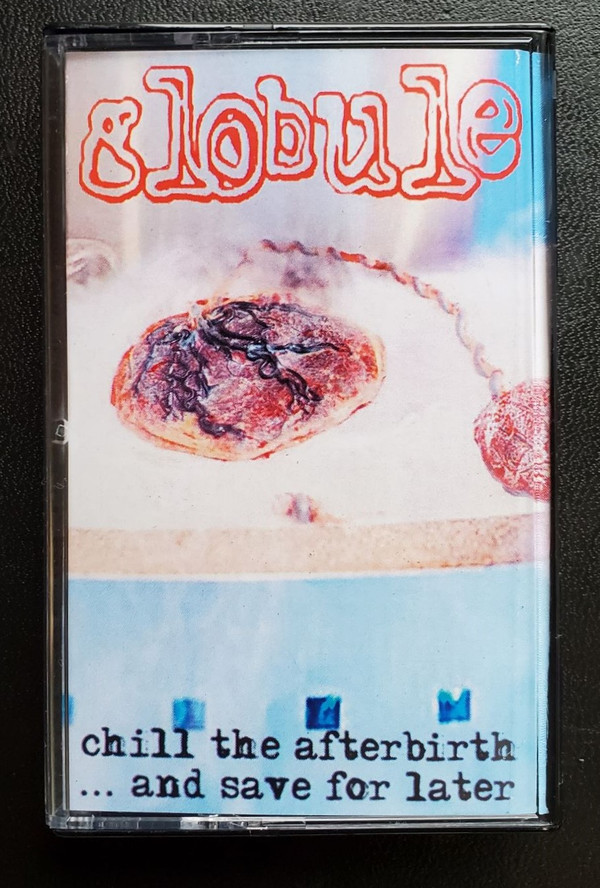 globule
chill the afterbirth
... and save for later